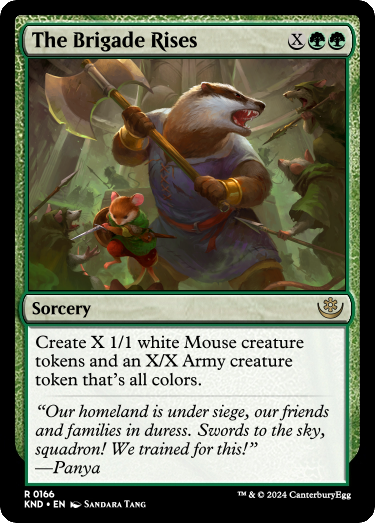 The Brigade Rises X
Sorcery
Create X 1/1 white Mouse creature
tokens and an X/X Army creature
token that's all colors.
“Our homeland is under siege, our friends
and families in duress. Swords to the sky,
squadron! We trained for this!”
—Panya
R 0166
KND • EN SANDARA TANG
™ & © 2024 CanterburyEgg